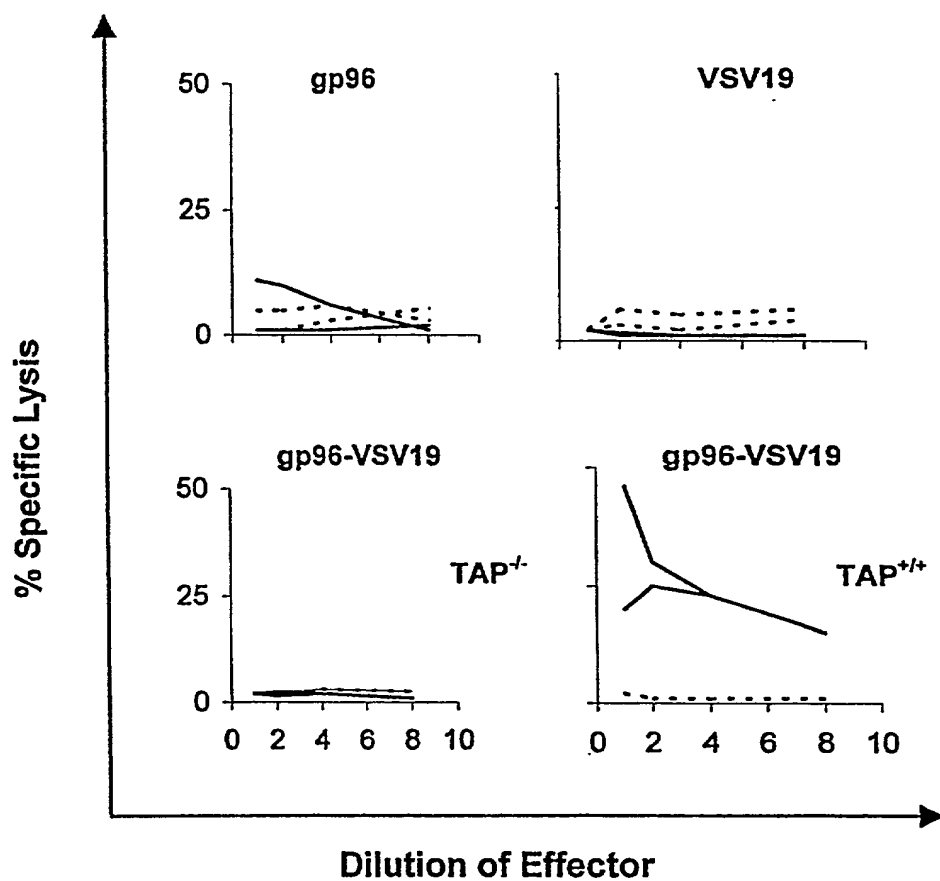 gp96
VSV19
50
25
0
gp96-VSV19
gp96-VSV19
50
25
0
TAP-/-
TAP+/+
0 2 4 6 8 10
0 2 4 6 8 10
% Specific Lysis
Dilution of Effector